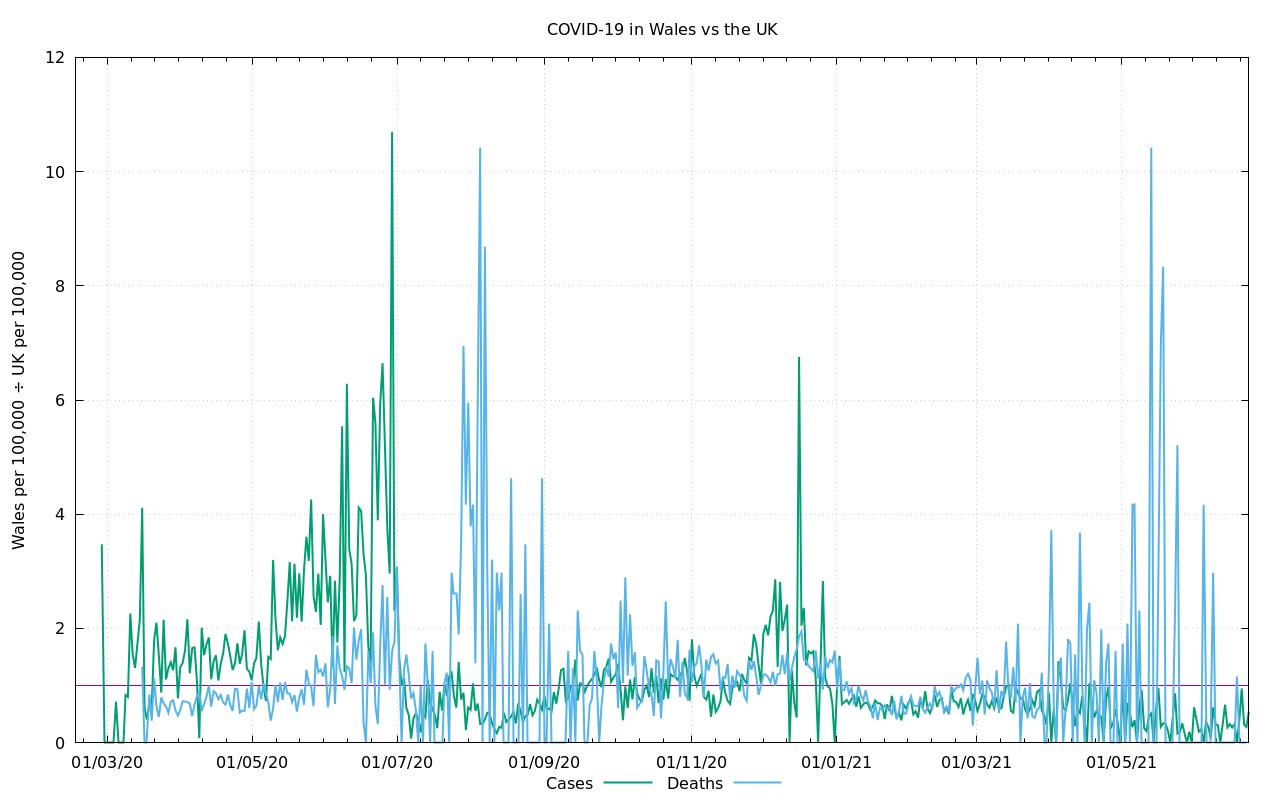 COVID-19 in Wales vs the UK
Wales per 100,000 ÷ UK per 100,000
12
10
8
6
4
2
0
01/03/20 01/05/20 01/07/20 01/09/20 01/11/20 01/01/21 01/03/21 01/05/21
Cases Deaths